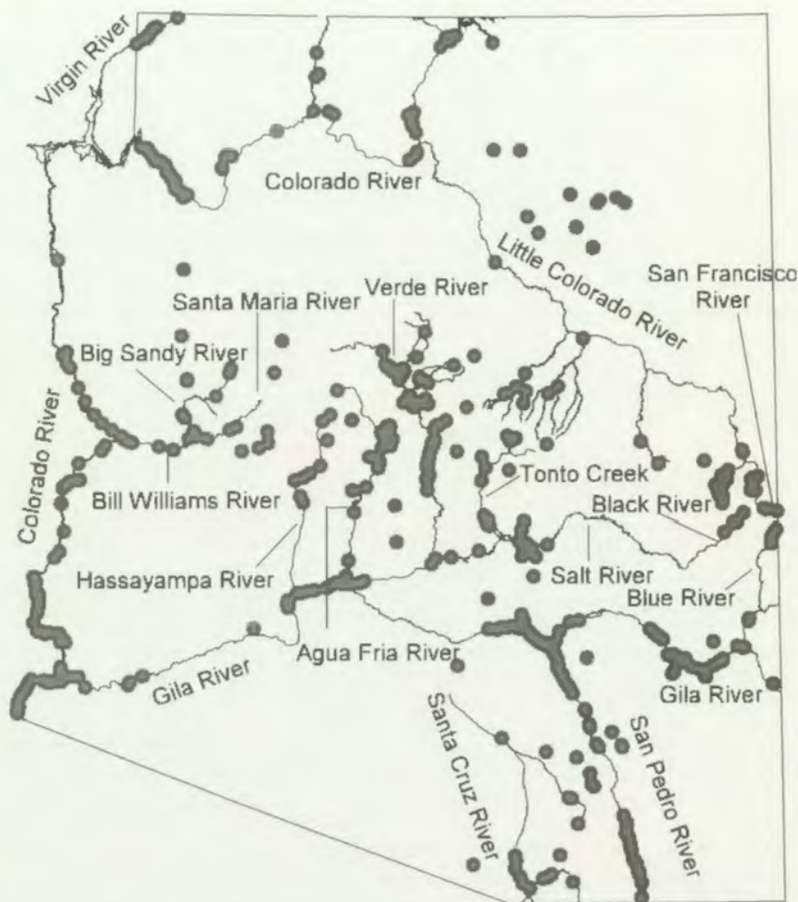 Virgin River
Colorado River
Little Colorado River
San Francisco
River
Verde River
Santa Maria River
Big Sandy River
Colorado River
Bill Williams River
Tonto Creek
Black River
Hassayampa River
Salt River
Blue River
Agua Fria River
Gila River
Gila River
Santa Cruz River
San Pedro River